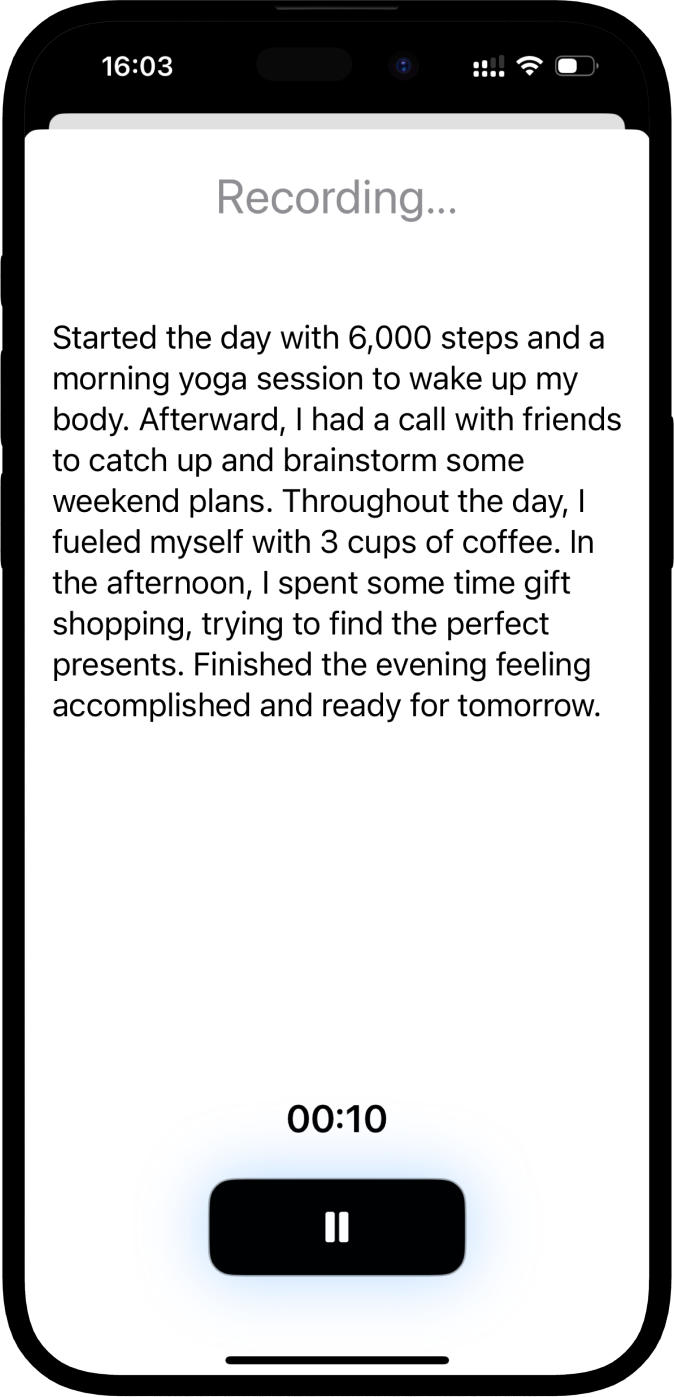 16:03
Recording...
Started the day with 6,000 steps and a
morning yoga session to wake up my
body. Afterward, I had a call with friends
to catch up and brainstorm some
weekend plans. Throughout the day, I
fueled myself with 3 cups of coffee. In
the afternoon, I spent some time gift
shopping, trying to find the perfect
presents. Finished the evening feeling
accomplished and ready for tomorrow.
00:10